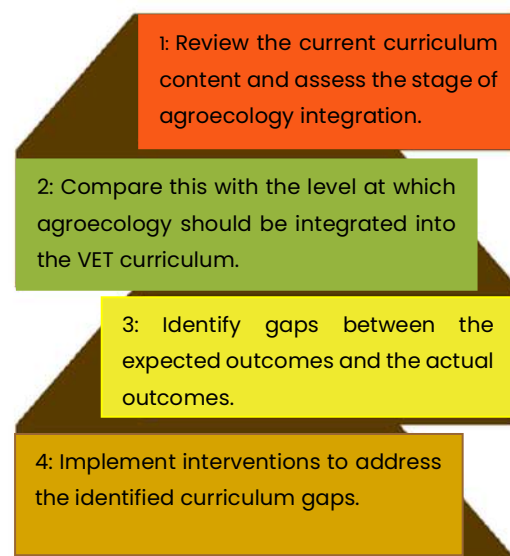 1: Review the current curriculum
content and assess the stage of
agroecology integration.
2: Compare this with the level at which
agroecology should be integrated into
the VET curriculum.
3: Identify gaps between the
expected outcomes and the actual
outcomes.
4: Implement interventions to address
the identified curriculum gaps.